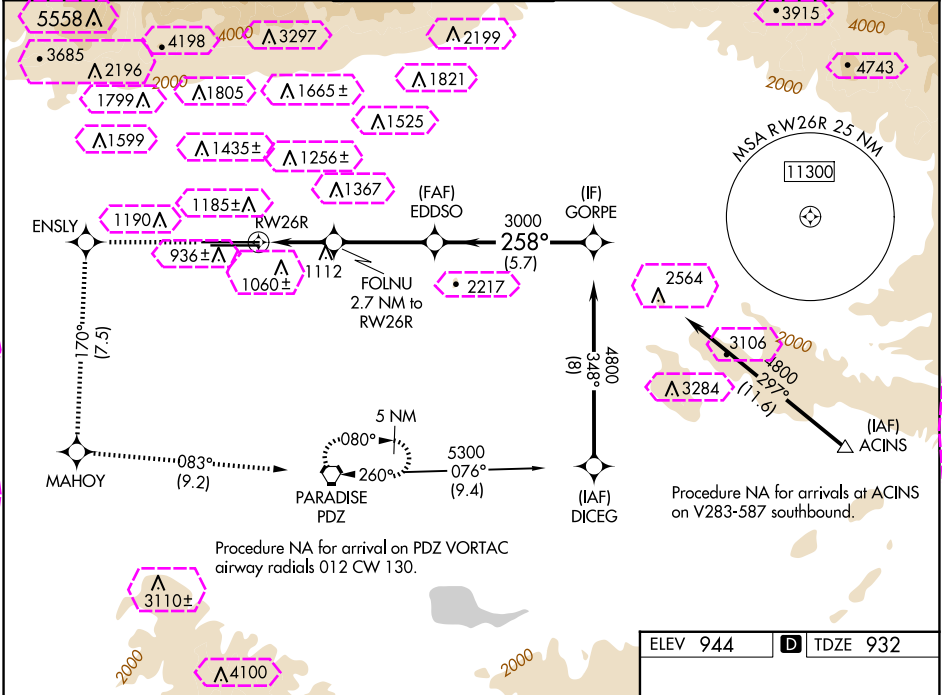 5558
3685
4198
4000
3297
2199
3915
4000
2196
2000
1799
1805
1665±
1821
4743
2000
1599
1435±
1256±
1525
MSA RW26R 25 NM
11300
1367
1185±
1190
ENSLY
RW26R
(FAF)
EDDSO
3000
258°
(5.7)
(IF)
GORPE
936±
1060±
1112
FOLNU
2.7 NM to
RW26R
2217
2564
3106
2000
3284
4800
297°
(11.6)
(IAF)
ACINS
170°
(7.5)
4800
348°
(8)
5 NM
080°
260°
5300
076°
(9.4)
083°
(9.2)
MAHOY
PARADISE
PDZ
(IAF)
DICEG
Procedure NA for arrivals at ACINS
on V283-587 southbound.
Procedure NA for arrival on PDZ VORTAC
airway radials 012 CW 130.
3110±
2000
4100
2000
ELEV 944 D TDZE 932